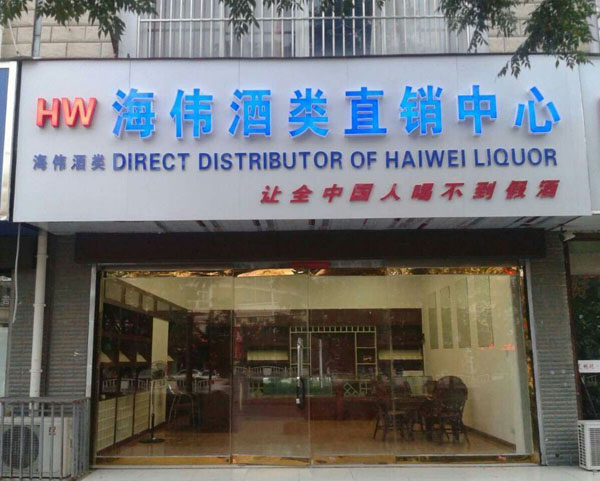 HW 海伟酒类直销中心
海伟酒类 DIRECT DISTRIBUTOR OF HAIWEI LIQUOR
让全中国人喝不到假酒